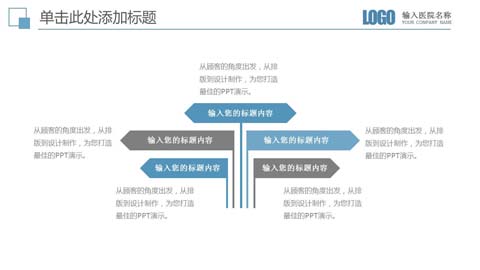 单击此处添加标题
LOGO
输入医院名称
YOUR COMPANY NAME
从顾客的角度出发，从排
版到设计制作，为您打造
最佳的PPT演示。
输入您的标题内容
从顾客的角度出发，从排
版到设计制作，为您打造
最佳的PPT演示。
输入您的标题内容
输入您的标题内容
从顾客的角度出发，从排
版到设计制作，为您打造
最佳的PPT演示。
输入您的标题内容
输入您的标题内容
从顾客的角度出发，从排
版到设计制作，为您打造
最佳的PPT演示。
从顾客的角度出发，从排
版到设计制作，为您打造
最佳的PPT演示。